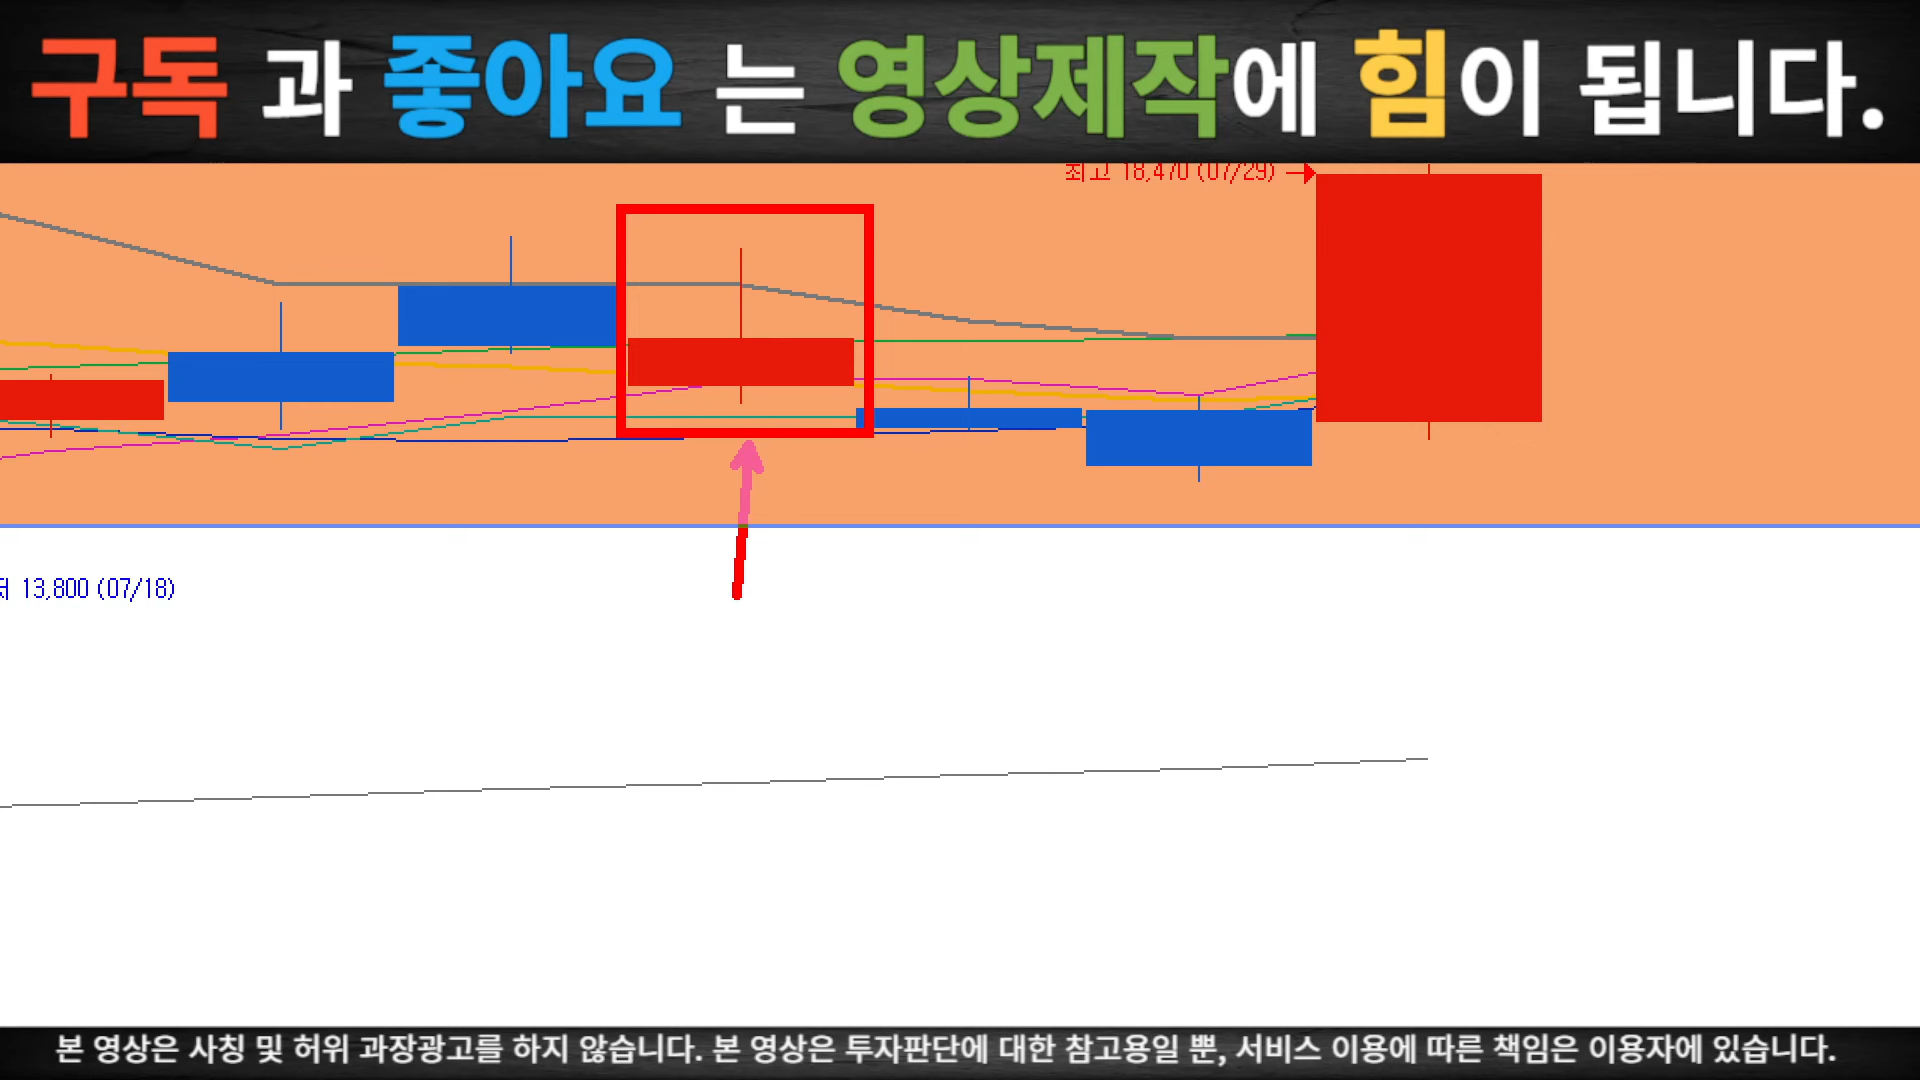 구독 과 좋아요 는 영상제작에 힘이 됩니다.
최고 18,470 (07/29)
13,800 (07/18)
본 영상은 사칭 및 허위 과장광고를 하지 않습니다. 본 영상은 투자판단에 대한 참고용일 뿐, 서비스 이용에 따른 책임은 이용자에 있습니다.